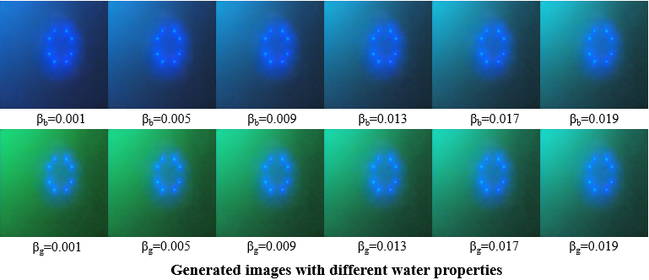 βb=0.001 βb=0.005 βb=0.009 βb=0.013 βb=0.017 βb=0.019
βg=0.001 βg=0.005 βg=0.009 βg=0.013 βg=0.017 βg=0.019
Generated images with different water properties